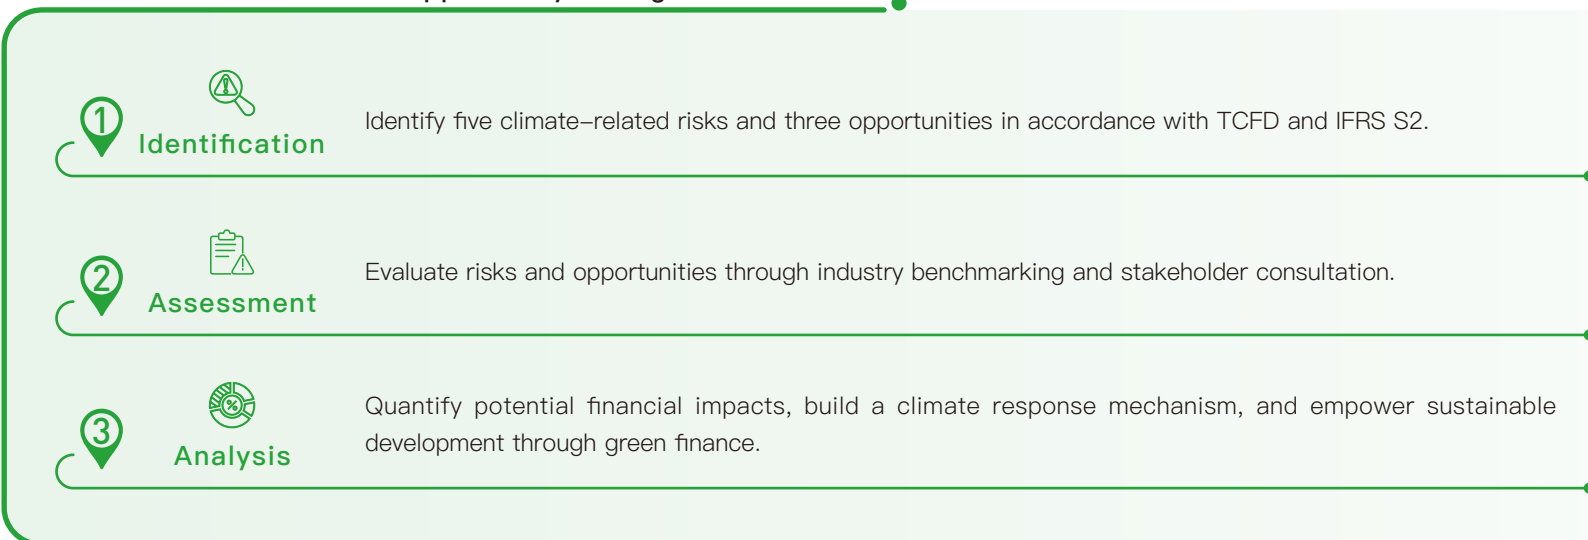 1
Identification
Identify five climate-related risks and three opportunities in accordance with TCFD and IFRS S2.
2
Assessment
Evaluate risks and opportunities through industry benchmarking and stakeholder consultation.
3
Analysis
Quantify potential financial impacts, build a climate response mechanism, and empower sustainable
development through green finance.